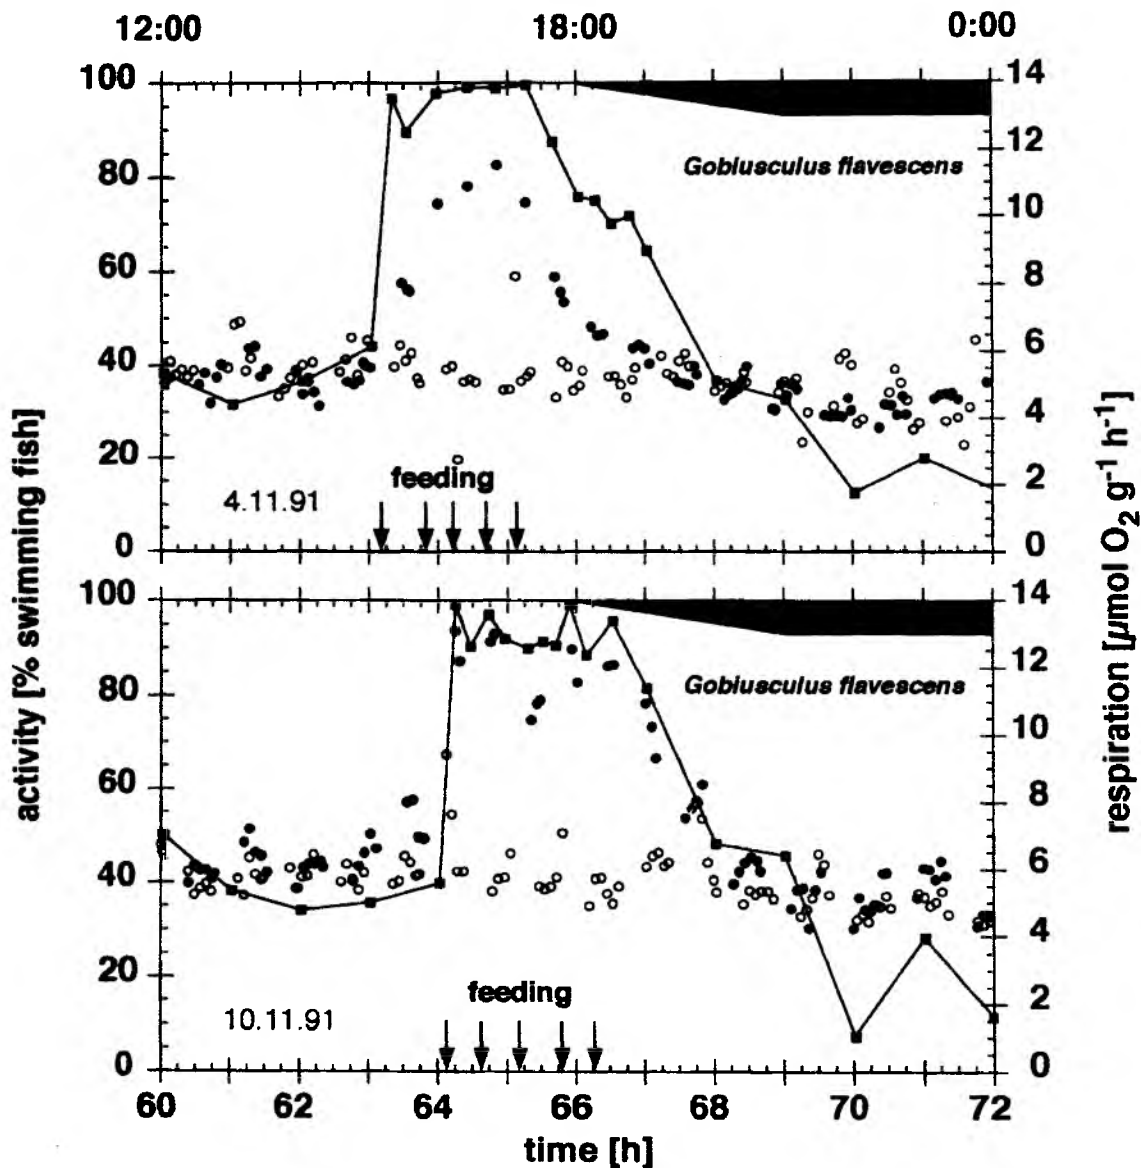 12:00 18:00 0:00
100 14
12
80
Gobiusculus flavescens
10
60 8
6
40
4
20
feeding
4.11.91
2
0 0
100 14
12
80
Gobiusculus flavescens
10
60 8
6
40
4
20
feeding
10.11.91
2
0 0
60 62 64 66 68 70 72
time [h]
activity [% swimming fish]
respiration [µmol O₂ g⁻¹ h⁻¹]